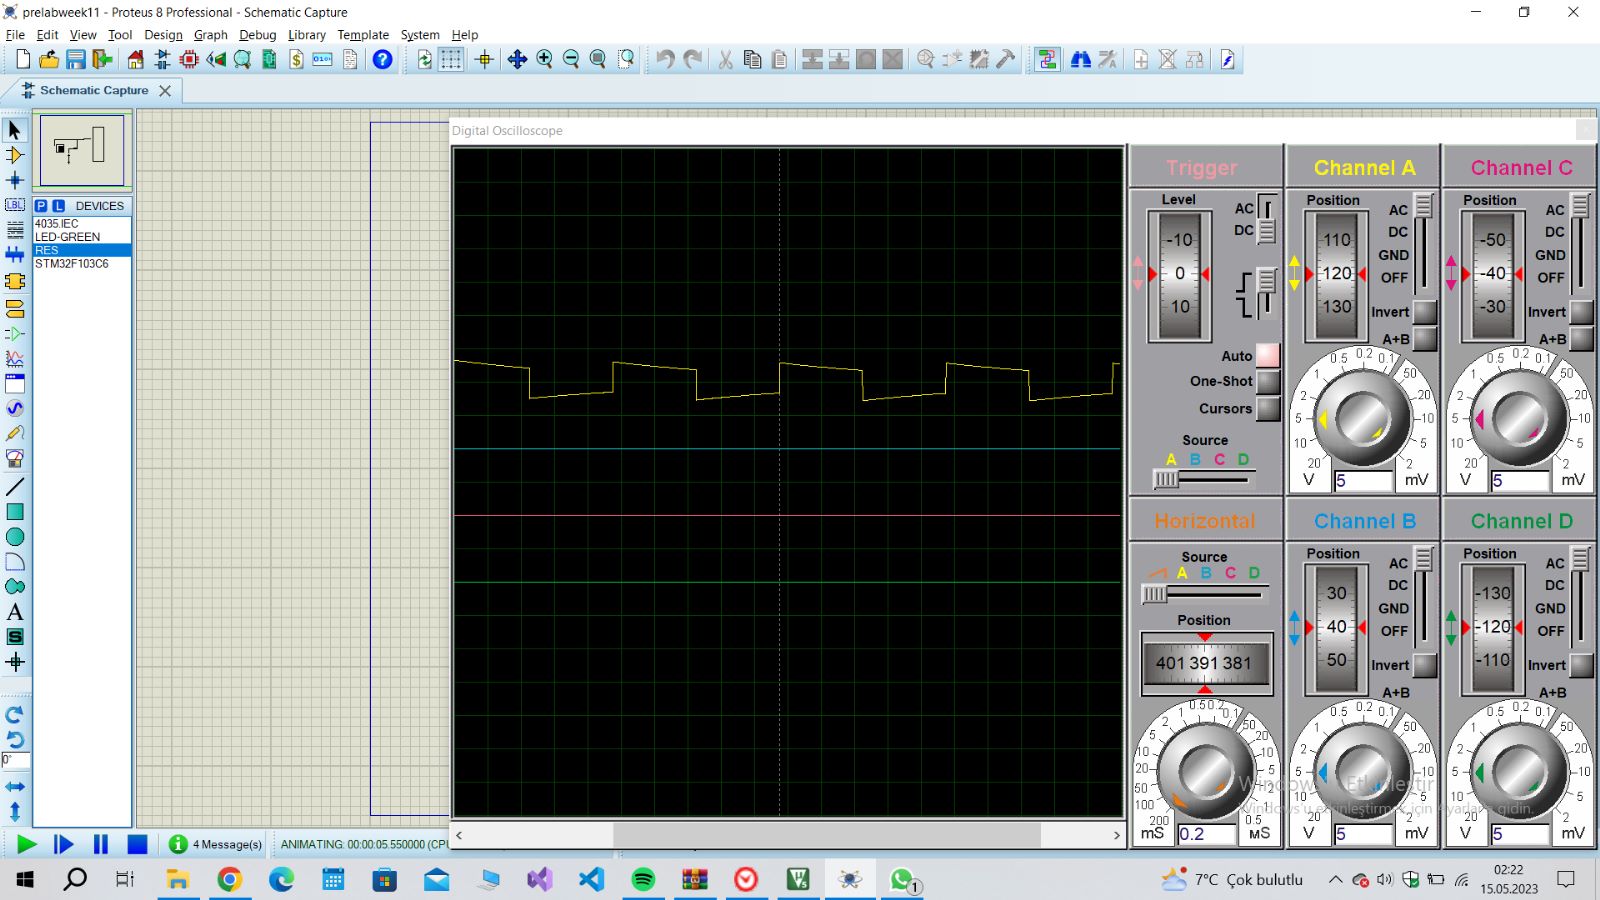 prelabweek11 - Proteus 8 Professional - Schematic Capture
File Edit View Tool Design Graph Debug Library Template System Help
Schematic Capture
Digital Oscilloscope
P L DEVICES
4035.IEC
LED-GREEN
RES
STM32F103C6
LBL
A
S
0°
Trigger
Level
-10
0
10
AC
DC
Auto
One-Shot
Cursors
Source
A B C D
Channel A
Position
110
120
130
AC
DC
GND
OFF
Invert
A+B
20 10 5 2 1 0.5 0.2 0.1 50 20 10 5 2
V 5 mV
Channel C
Position
-50
-40
-30
AC
DC
GND
OFF
Invert
A+B
20 10 5 2 1 0.5 0.2 0.1 50 20 10 5 2
V 5 mV
Horizontal
Source
A B C D
Position
401 391 381
200 100 50 20 10 5 2 1 0.5 0.2 0.1 50 20 10 5 2 1 0.5
mS 0.2 µS
Channel B
Position
30
40
50
AC
DC
GND
OFF
Invert
A+B
20 10 5 2 1 0.5 0.2 0.1 50 20 10 5 2
V 5 mV
Channel D
Position
-130
-120
-110
AC
DC
GND
OFF
Invert
A+B
20 10 5 2 1 0.5 0.2 0.1 50 20 10 5 2
V 5 mV
Windows'u Etkinleştir
Windows'u etkinleştirmek için Ayarlar'a gidin.
4 Message(s)
ANIMATING: 00:00:05.550000 (CPU
1
7°C Çok bulutlu
02:22
15.05.2023